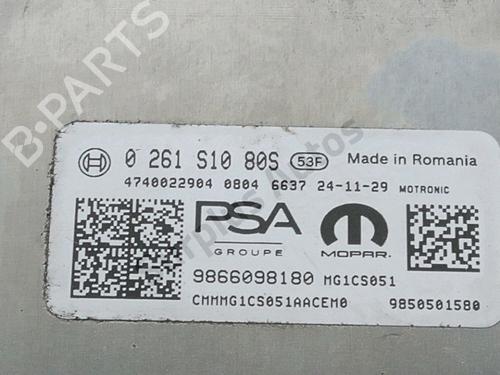 B-PARTS
0 261 S10 80S 53F Made in Romania
4740022904 0804 6637 24-11-29 MOTRONIC
PSA
GROUPE
MOPAR
9866098180 MG1CS051
CMMMG1CS051AACEM0 9850501580